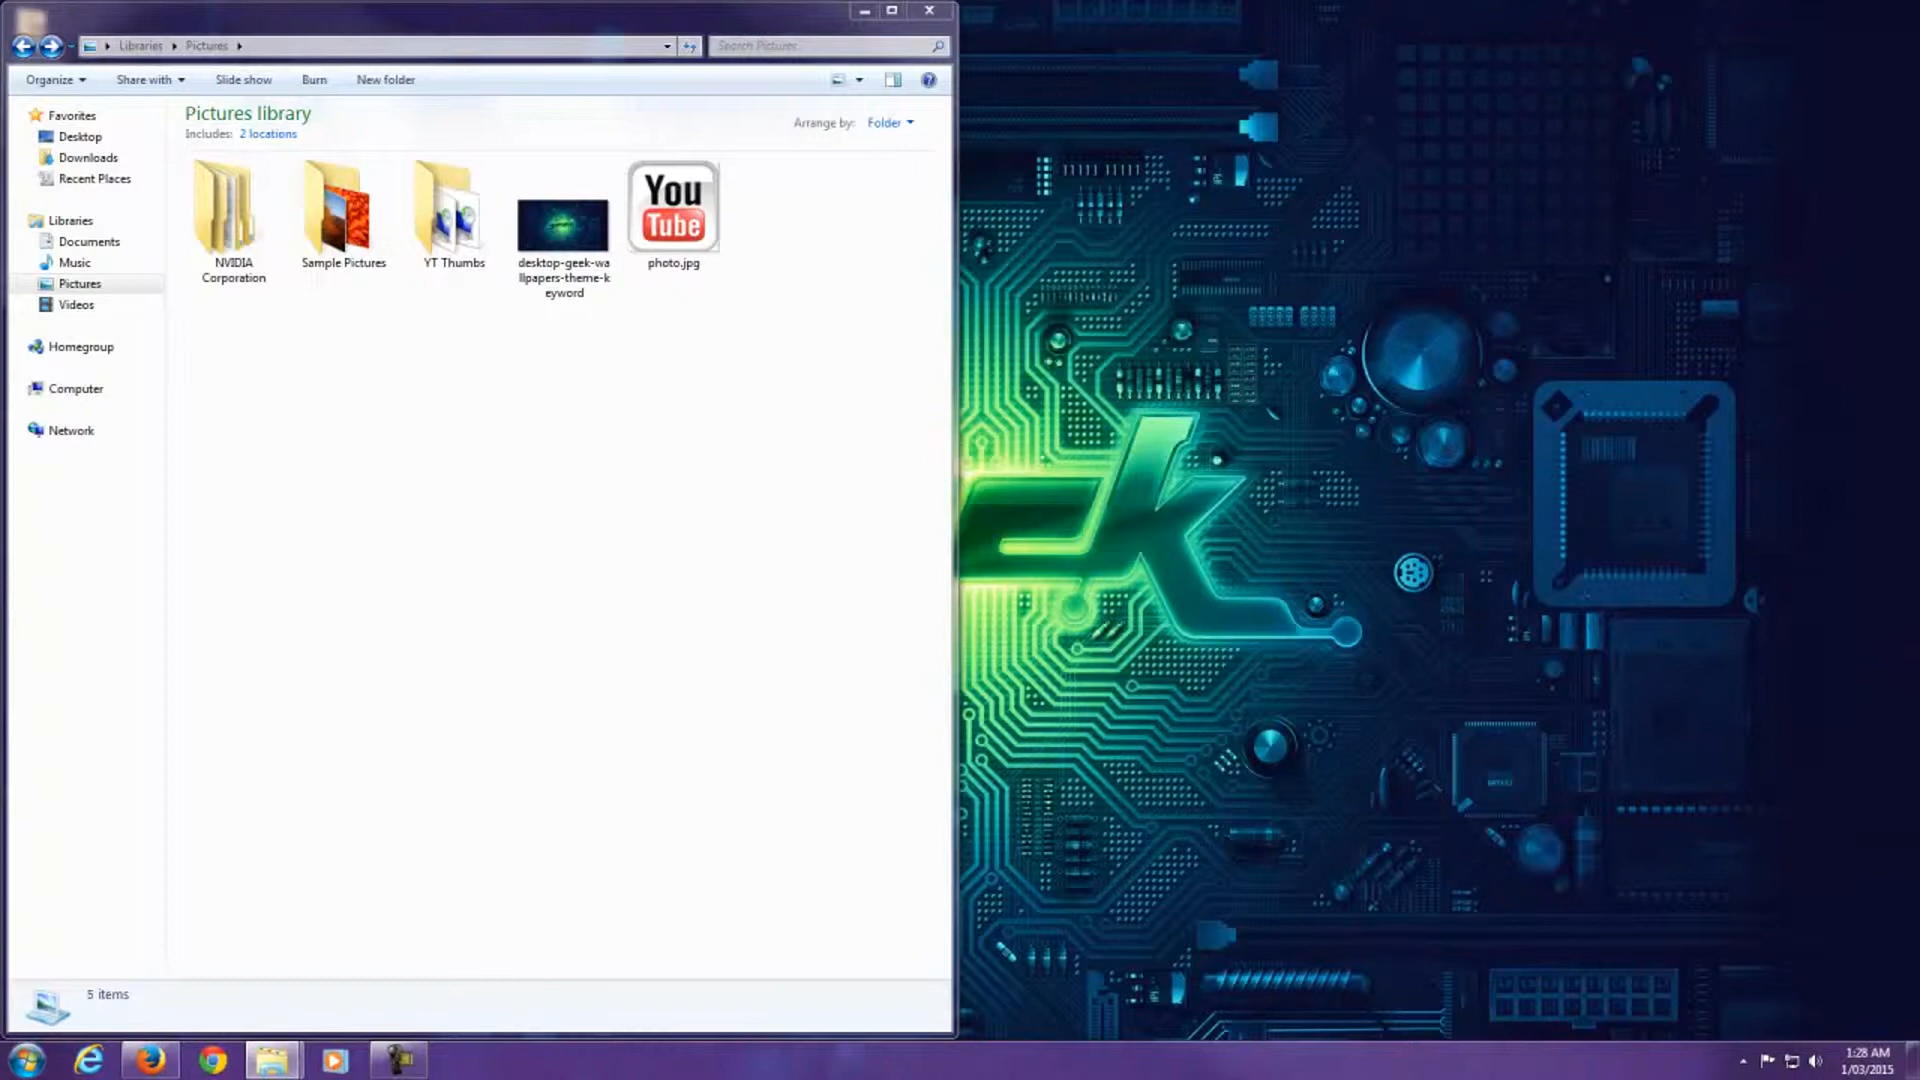 Libraries
Pictures
Search Pictures
Organize
Share with
Slide show
Burn
New folder
Favorites
Desktop
Downloads
Recent Places
Libraries
Documents
Music
Pictures
Videos
Homegroup
Computer
Network
Pictures library
Includes: 2 locations
Arrange by: Folder
NVIDIA
Corporation
Sample Pictures
YT Thumbs
desktop-geek-wa
llpapers-theme-k
eyword
You
Tube
photo.jpg
5 items
ck
1:28 AM
1/03/2015